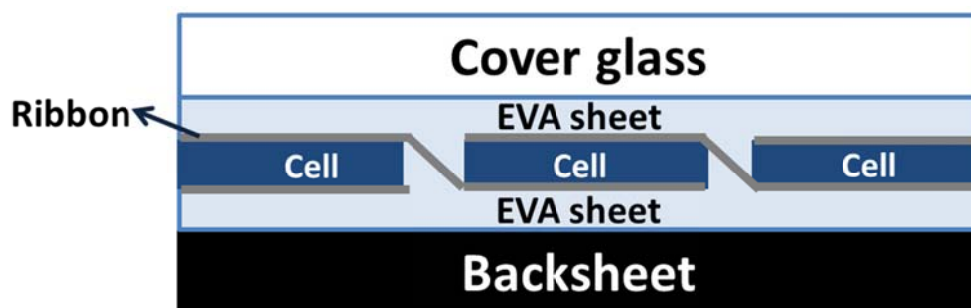 Cover glass
Ribbon
EVA sheet
Cell
Cell
Cell
EVA sheet
Backsheet